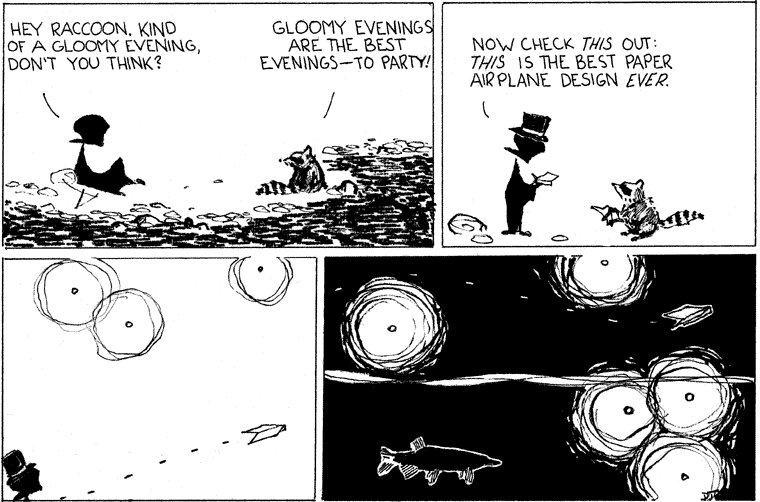 HEY RACCOON. KIND
OF A GLOOMY EVENING,
DON'T YOU THINK?
GLOOMY EVENINGS
ARE THE BEST
EVENINGS—TO PARTY!
NOW CHECK THIS OUT:
THIS IS THE BEST PAPER
AIRPLANE DESIGN EVER.